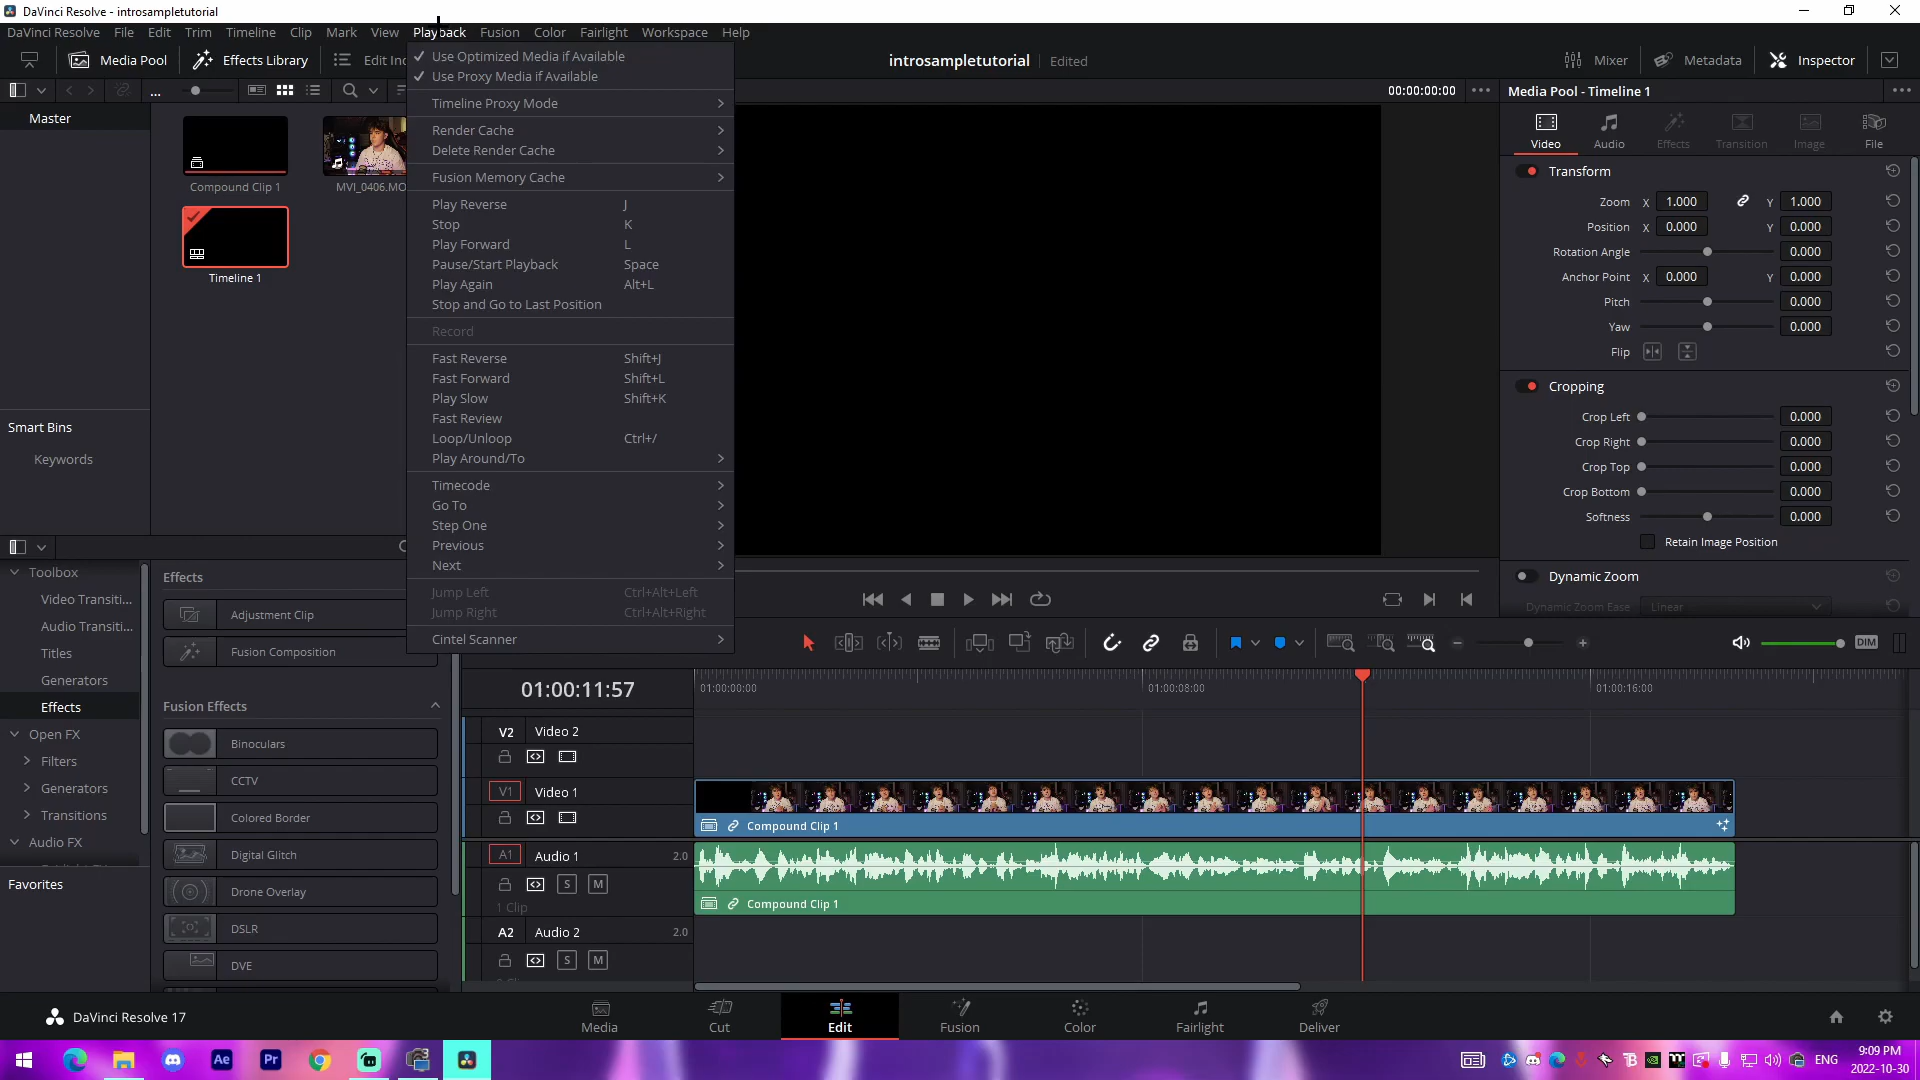 DaVinci Resolve - introsampletutorial
DaVinci Resolve File Edit Trim Timeline Clip Mark View Playback Fusion Color Fairlight Workspace Help
Media Pool Effects Library Edit In
introsampletutorial Edited
Mixer Metadata Inspector
...
00:00:00:00
Media Pool - Timeline 1
Master
Compound Clip 1
MVI_0406.MO
Timeline 1
Smart Bins
Keywords
Use Optimized Media if Available
Use Proxy Media if Available
Timeline Proxy Mode
Render Cache
Delete Render Cache
Fusion Memory Cache
Play Reverse J
Stop K
Play Forward L
Pause/Start Playback Space
Play Again Alt+L
Stop and Go to Last Position
Record
Fast Reverse Shift+J
Fast Forward Shift+L
Play Slow Shift+K
Fast Review
Loop/Unloop Ctrl+/
Play Around/To
Timecode
Go To
Step One
Previous
Next
Jump Left Ctrl+Alt+Left
Jump Right Ctrl+Alt+Right
Cintel Scanner
Video Audio Effects Transition Image File
Transform
Zoom X 1.000 Y 1.000
Position X 0.000 Y 0.000
Rotation Angle 0.000
Anchor Point X 0.000 Y 0.000
Pitch 0.000
Yaw 0.000
Flip
Cropping
Crop Left 0.000
Crop Right 0.000
Crop Top 0.000
Crop Bottom 0.000
Softness 0.000
Retain Image Position
Dynamic Zoom
Dynamic Zoom Ease Linear
Toolbox
Video Transiti...
Audio Transiti...
Titles
Generators
Effects
Open FX
Filters
Generators
Transitions
Audio FX
Favorites
Effects
Adjustment Clip
Fusion Composition
Fusion Effects
Binoculars
CCTV
Colored Border
Digital Glitch
Drone Overlay
DSLR
DVE
DIM
01:00:11:57
01:00:00:00 01:00:08:00 01:00:16:00
V2 Video 2
V1 Video 1
Compound Clip 1
A1 Audio 1 2.0
S M
1 Clip
Compound Clip 1
A2 Audio 2 2.0
S M
DaVinci Resolve 17
Media Cut Edit Fusion Color Fairlight Deliver
Ae Pr
ENG
9:09 PM
2022-10-30